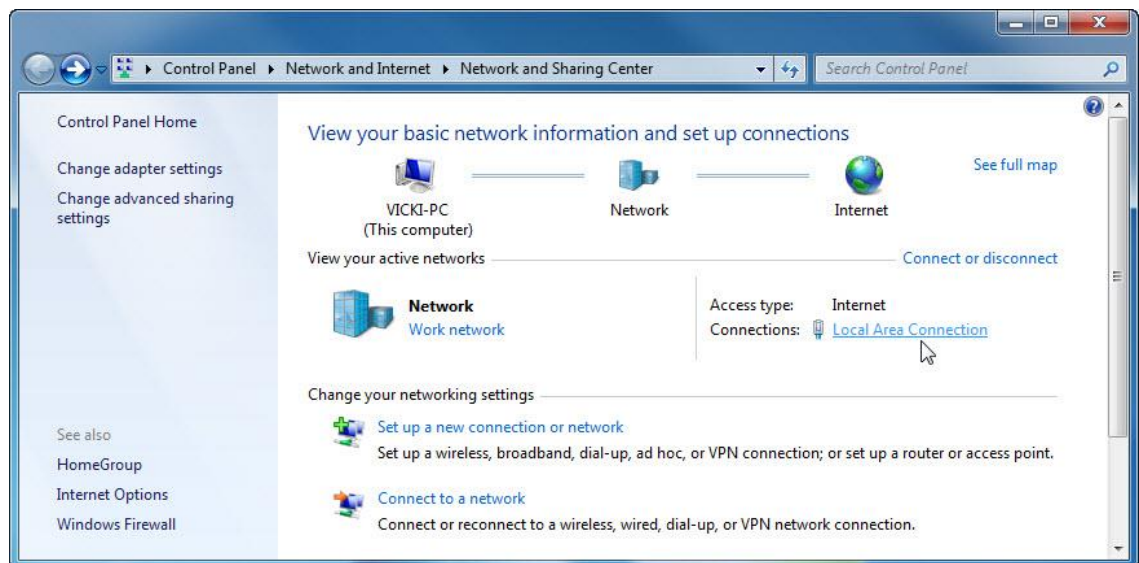 Control Panel ▸ Network and Internet ▸ Network and Sharing Center
Search Control Panel
Control Panel Home
Change adapter settings
Change advanced sharing
settings
See also
HomeGroup
Internet Options
Windows Firewall
View your basic network information and set up connections
See full map
VICKI-PC
(This computer)
Network
Internet
View your active networks
Connect or disconnect
Network
Work network
Access type: Internet
Connections: Local Area Connection
Change your networking settings
Set up a new connection or network
Set up a wireless, broadband, dial-up, ad hoc, or VPN connection; or set up a router or access point.
Connect to a network
Connect or reconnect to a wireless, wired, dial-up, or VPN network connection.